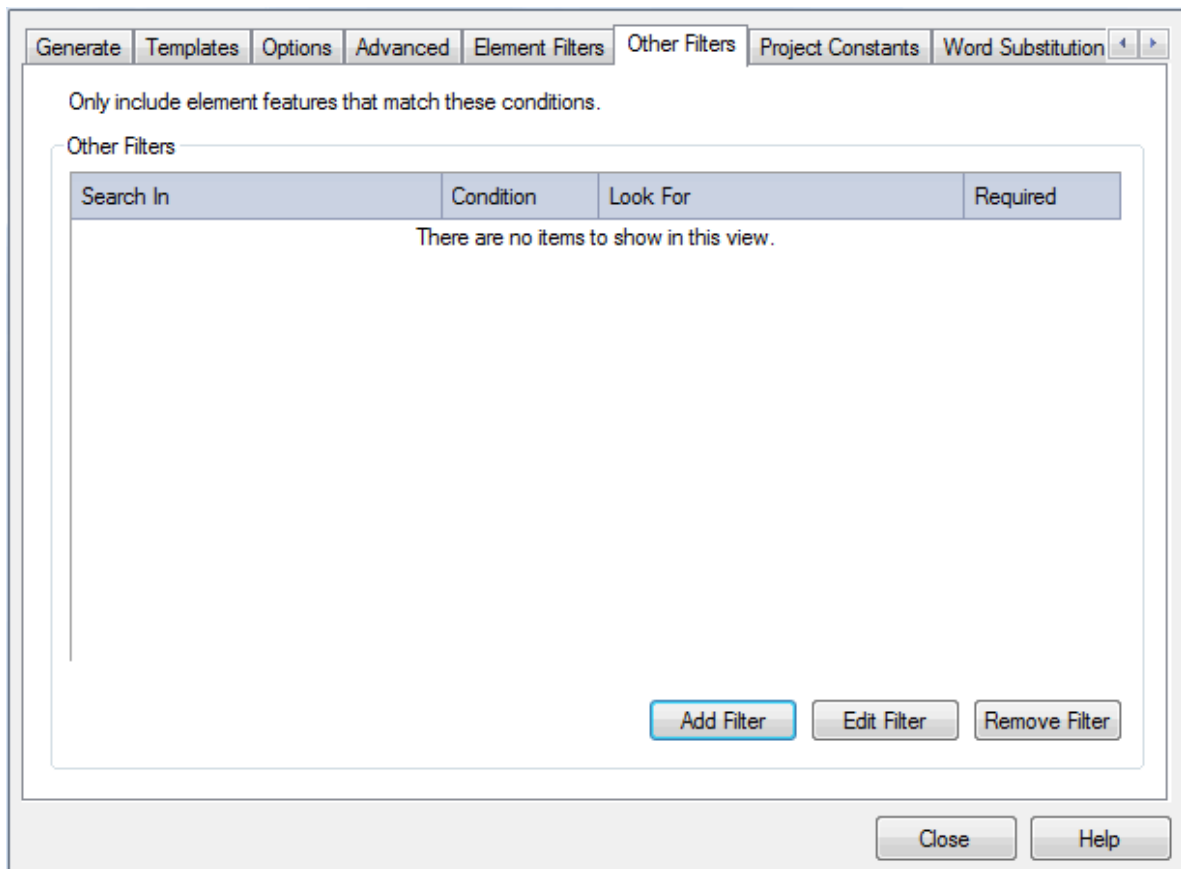 Generate Templates Options Advanced Element Filters Other Filters Project Constants Word Substitution
Only include element features that match these conditions.
Other Filters
Search In Condition Look For Required
There are no items to show in this view.
Add Filter Edit Filter Remove Filter
Close Help